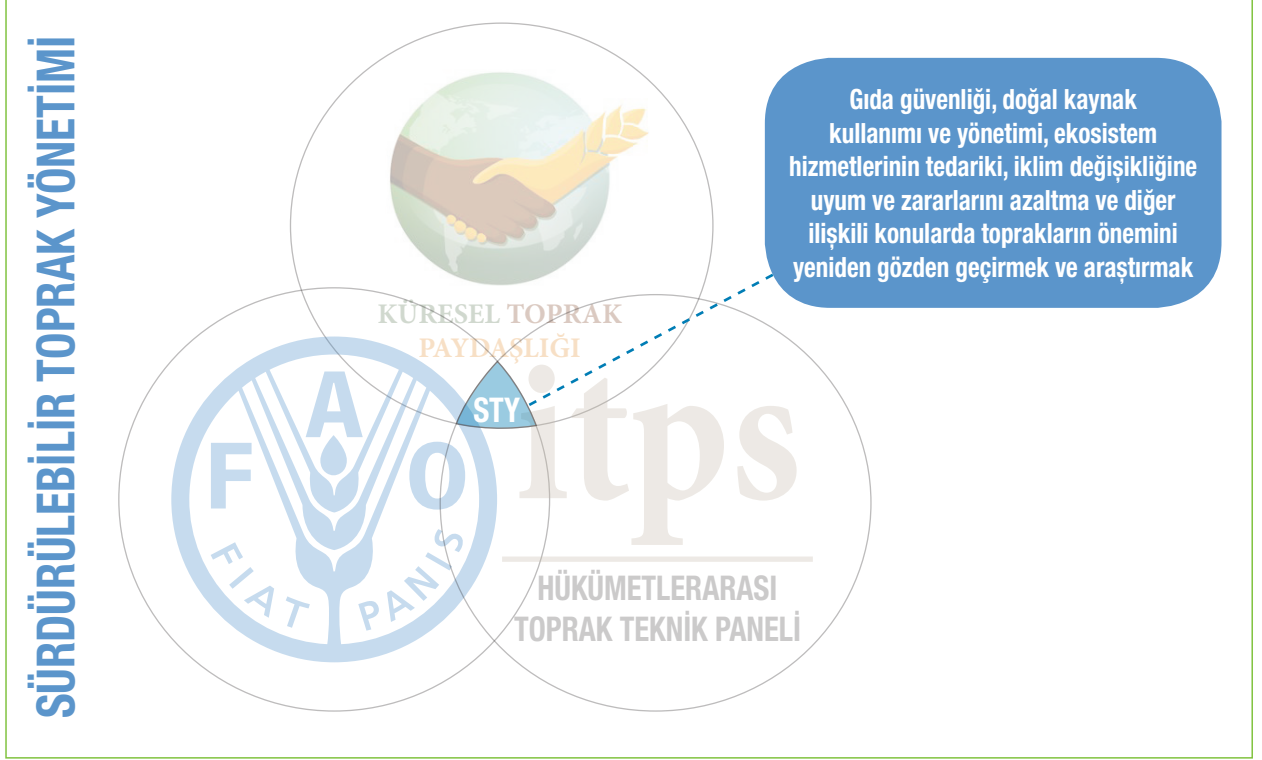 SÜRDÜRÜLEBİLİR TOPRAK YÖNETİMİ
Gıda güvenliği, doğal kaynak
kullanımı ve yönetimi, ekosistem
hizmetlerinin tedariki, iklim değişikliğine
uyum ve zararlarını azaltma ve diğer
ilişkili konularda toprakların önemini
yeniden gözden geçirmek ve araştırmak
KÜRESEL TOPRAK
PAYDAŞLIĞI
STY
F A O
FIAT PANIS
itps
HÜKÜMETLERARASI
TOPRAK TEKNİK PANELİ